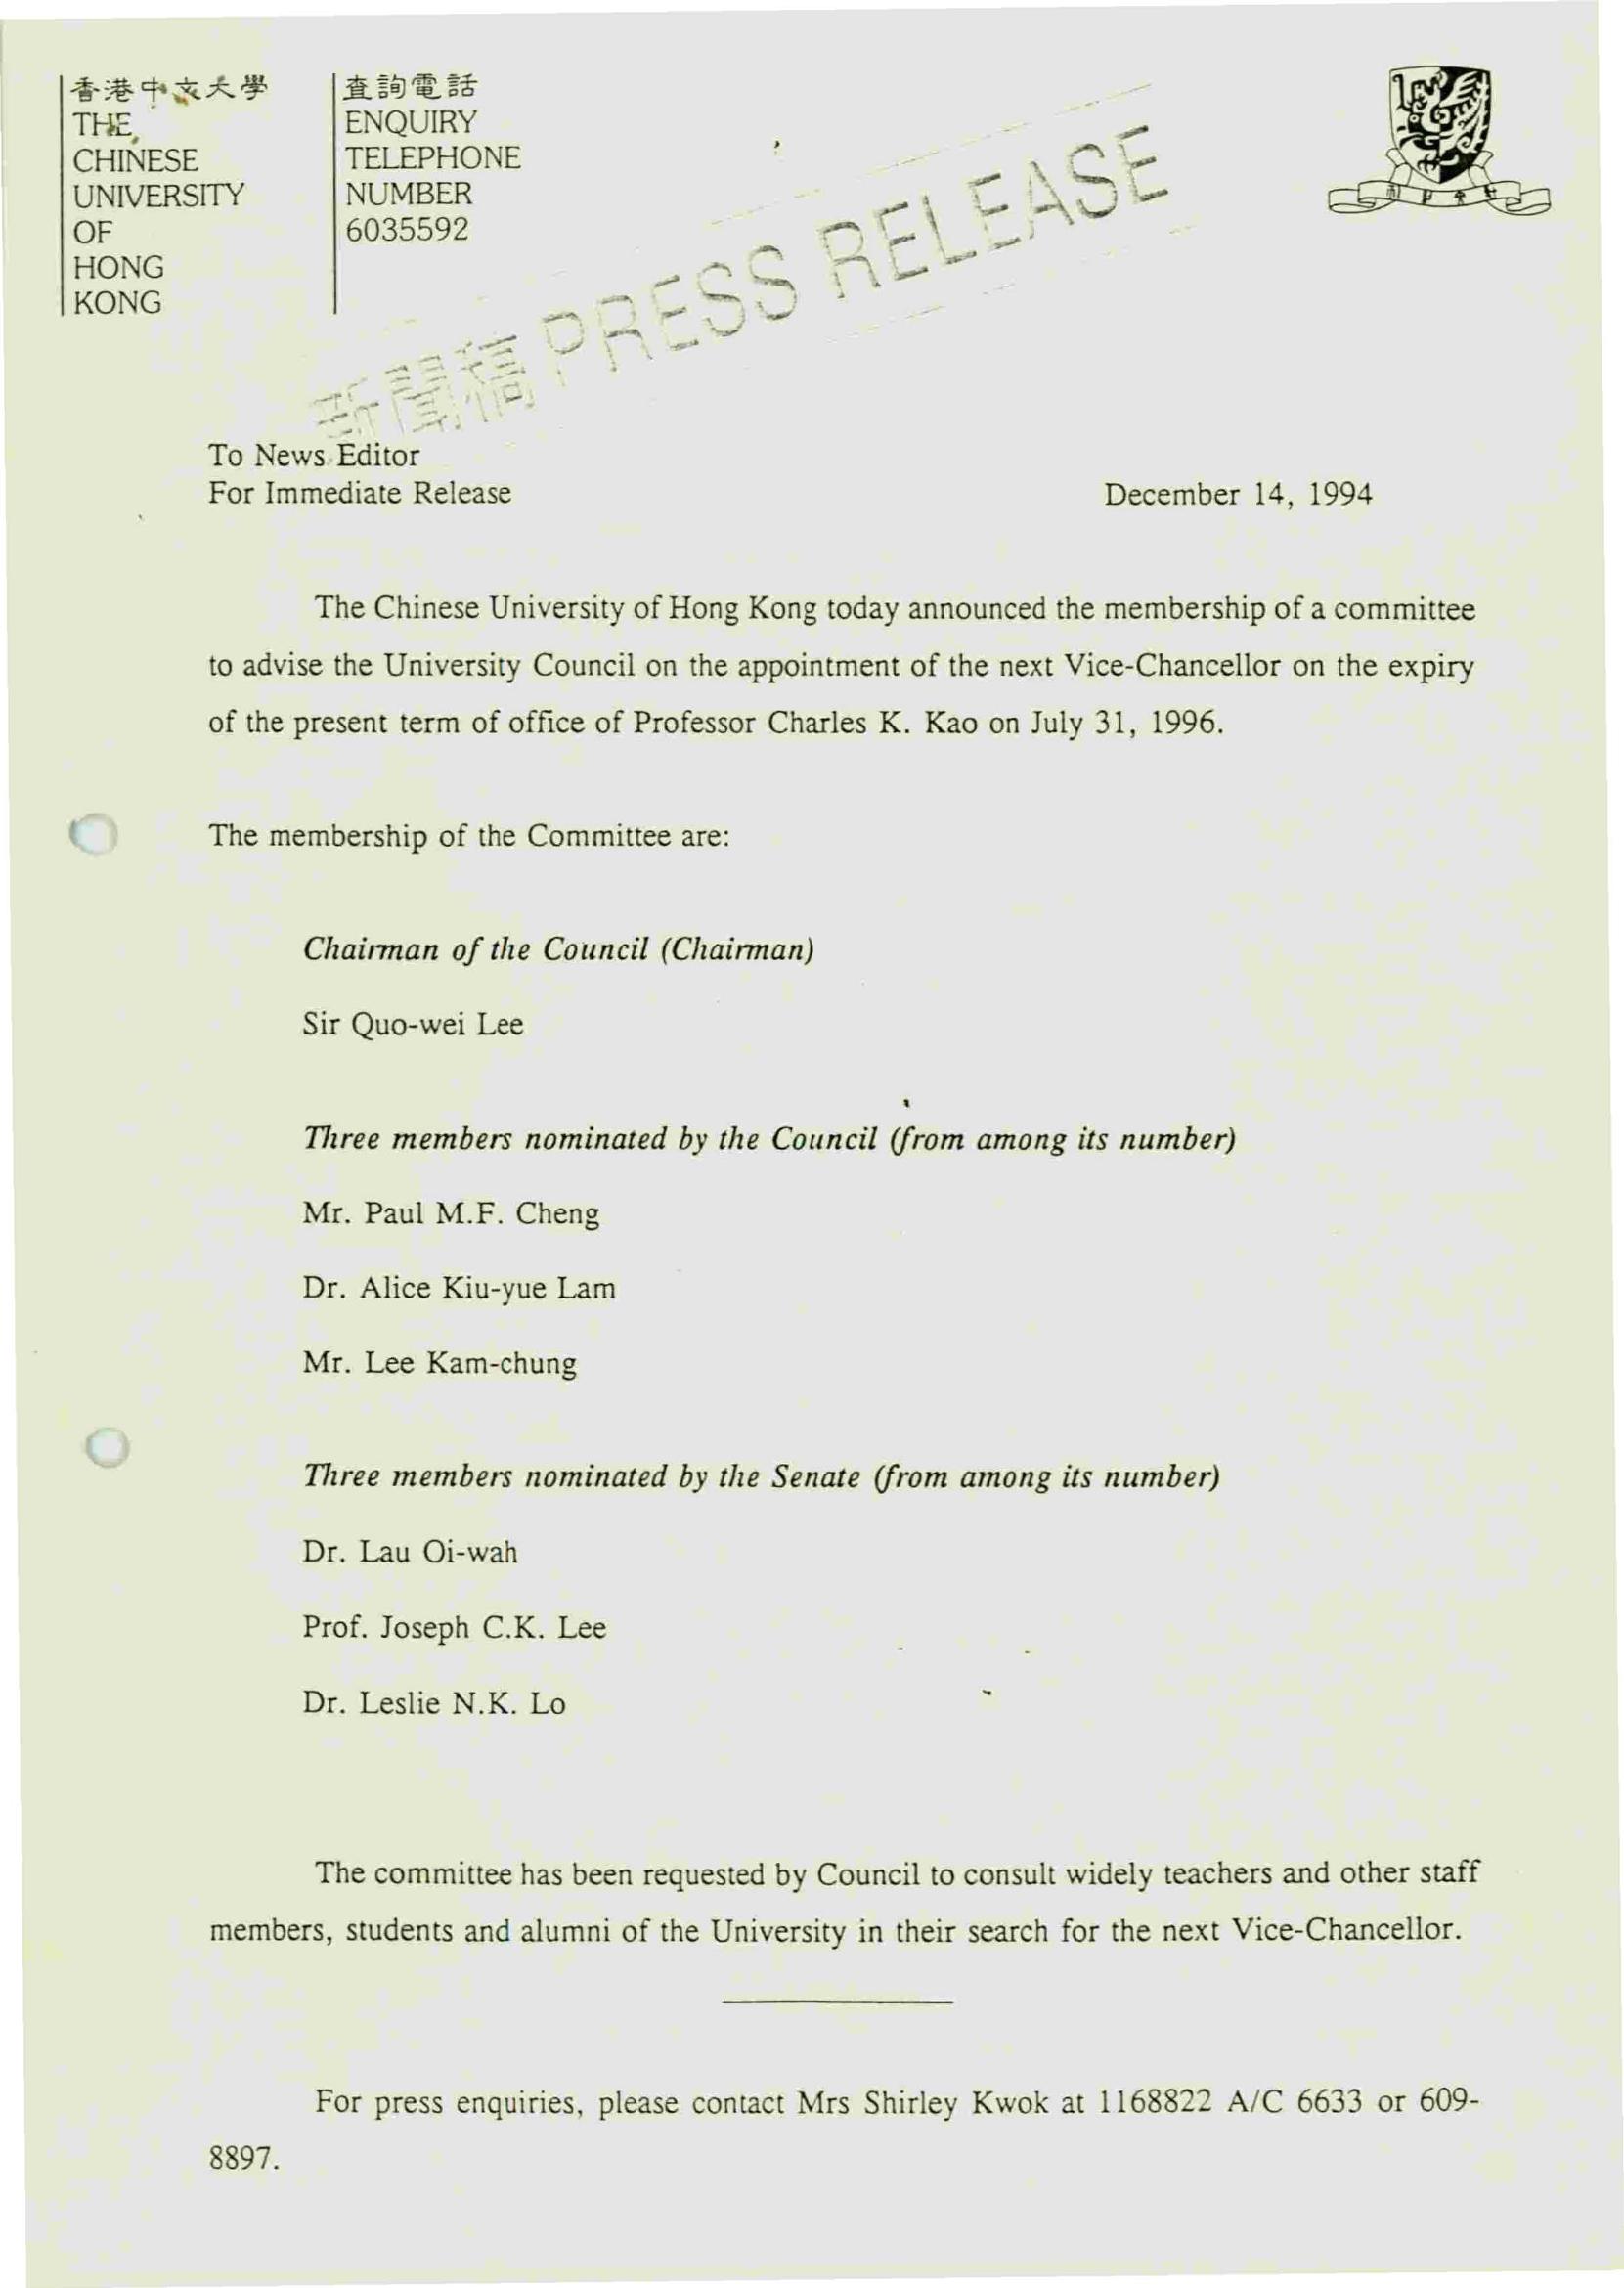 香港中文大學
THE
CHINESE
UNIVERSITY
OF
HONG
KONG
查詢電話
ENQUIRY
TELEPHONE
NUMBER
6035592
新聞稿 PRESS RELEASE
To News Editor
For Immediate Release
December 14, 1994
The Chinese University of Hong Kong today announced the membership of a committee
to advise the University Council on the appointment of the next Vice-Chancellor on the expiry
of the present term of office of Professor Charles K. Kao on July 31, 1996.
The membership of the Committee are:
Chairman of the Council (Chairman)
Sir Quo-wei Lee
Three members nominated by the Council (from among its number)
Mr. Paul M.F. Cheng
Dr. Alice Kiu-yue Lam
Mr. Lee Kam-chung
Three members nominated by the Senate (from among its number)
Dr. Lau Oi-wah
Prof. Joseph C.K. Lee
Dr. Leslie N.K. Lo
The committee has been requested by Council to consult widely teachers and other staff
members, students and alumni of the University in their search for the next Vice-Chancellor.
For press enquiries, please contact Mrs Shirley Kwok at 1168822 A/C 6633 or 609-
8897.